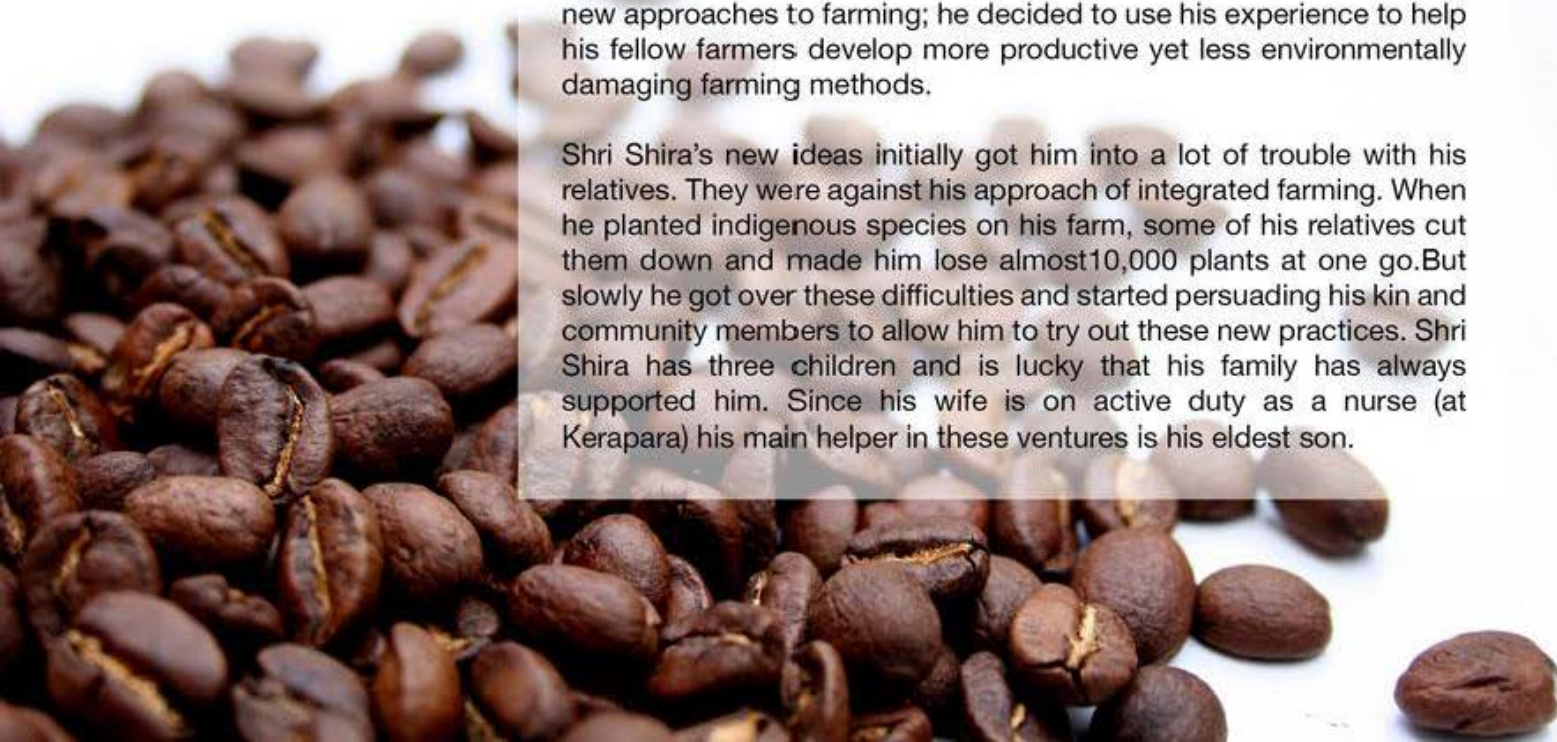 new approaches to farming; he decided to use his experience to help
his fellow farmers develop more productive yet less environmentally
damaging farming methods.
Shri Shira's new ideas initially got him into a lot of trouble with his
relatives. They were against his approach of integrated farming. When
he planted indigenous species on his farm, some of his relatives cut
them down and made him lose almost10,000 plants at one go.But
slowly he got over these difficulties and started persuading his kin and
community members to allow him to try out these new practices. Shri
Shira has three children and is lucky that his family has always
supported him. Since his wife is on active duty as a nurse (at
Kerapara) his main helper in these ventures is his eldest son.